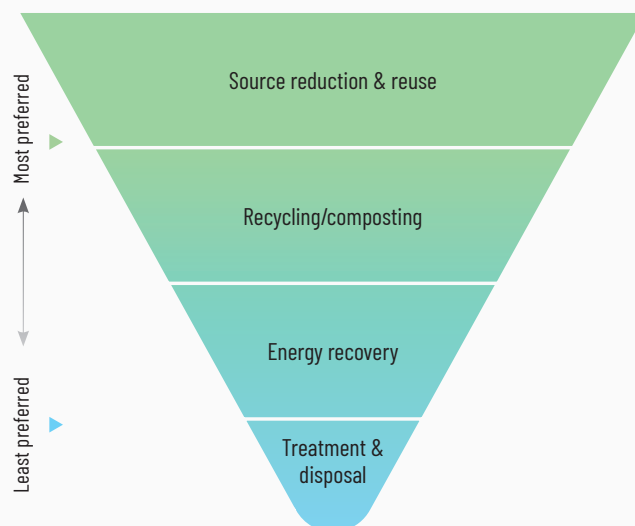 Most preferred
Least preferred
Source reduction & reuse
Recycling/composting
Energy recovery
Treatment &
disposal